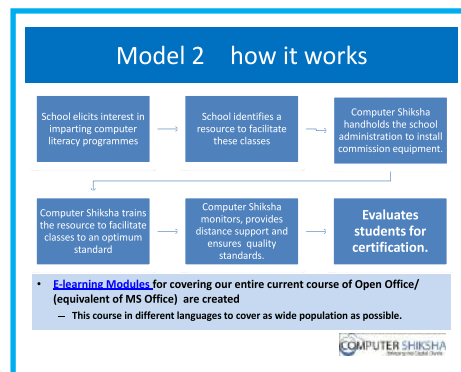 Model 2 how it works
School elicits interest in
imparting computer
literacy programmes
School identifies a
resource to facilitate
these classes
Computer Shiksha
handholds the school
administration to install
commission equipment.
Computer Shiksha trains
the resource to facilitate
classes to an optimum
standard
Computer Shiksha
monitors, provides
distance support and
ensures quality
standards.
Evaluates
students for
certification.
• E-learning Modules for covering our entire current course of Open Office/
(equivalent of MS Office) are created
– This course in different languages to cover as wide population as possible.
COMPUTER SHIKSHA